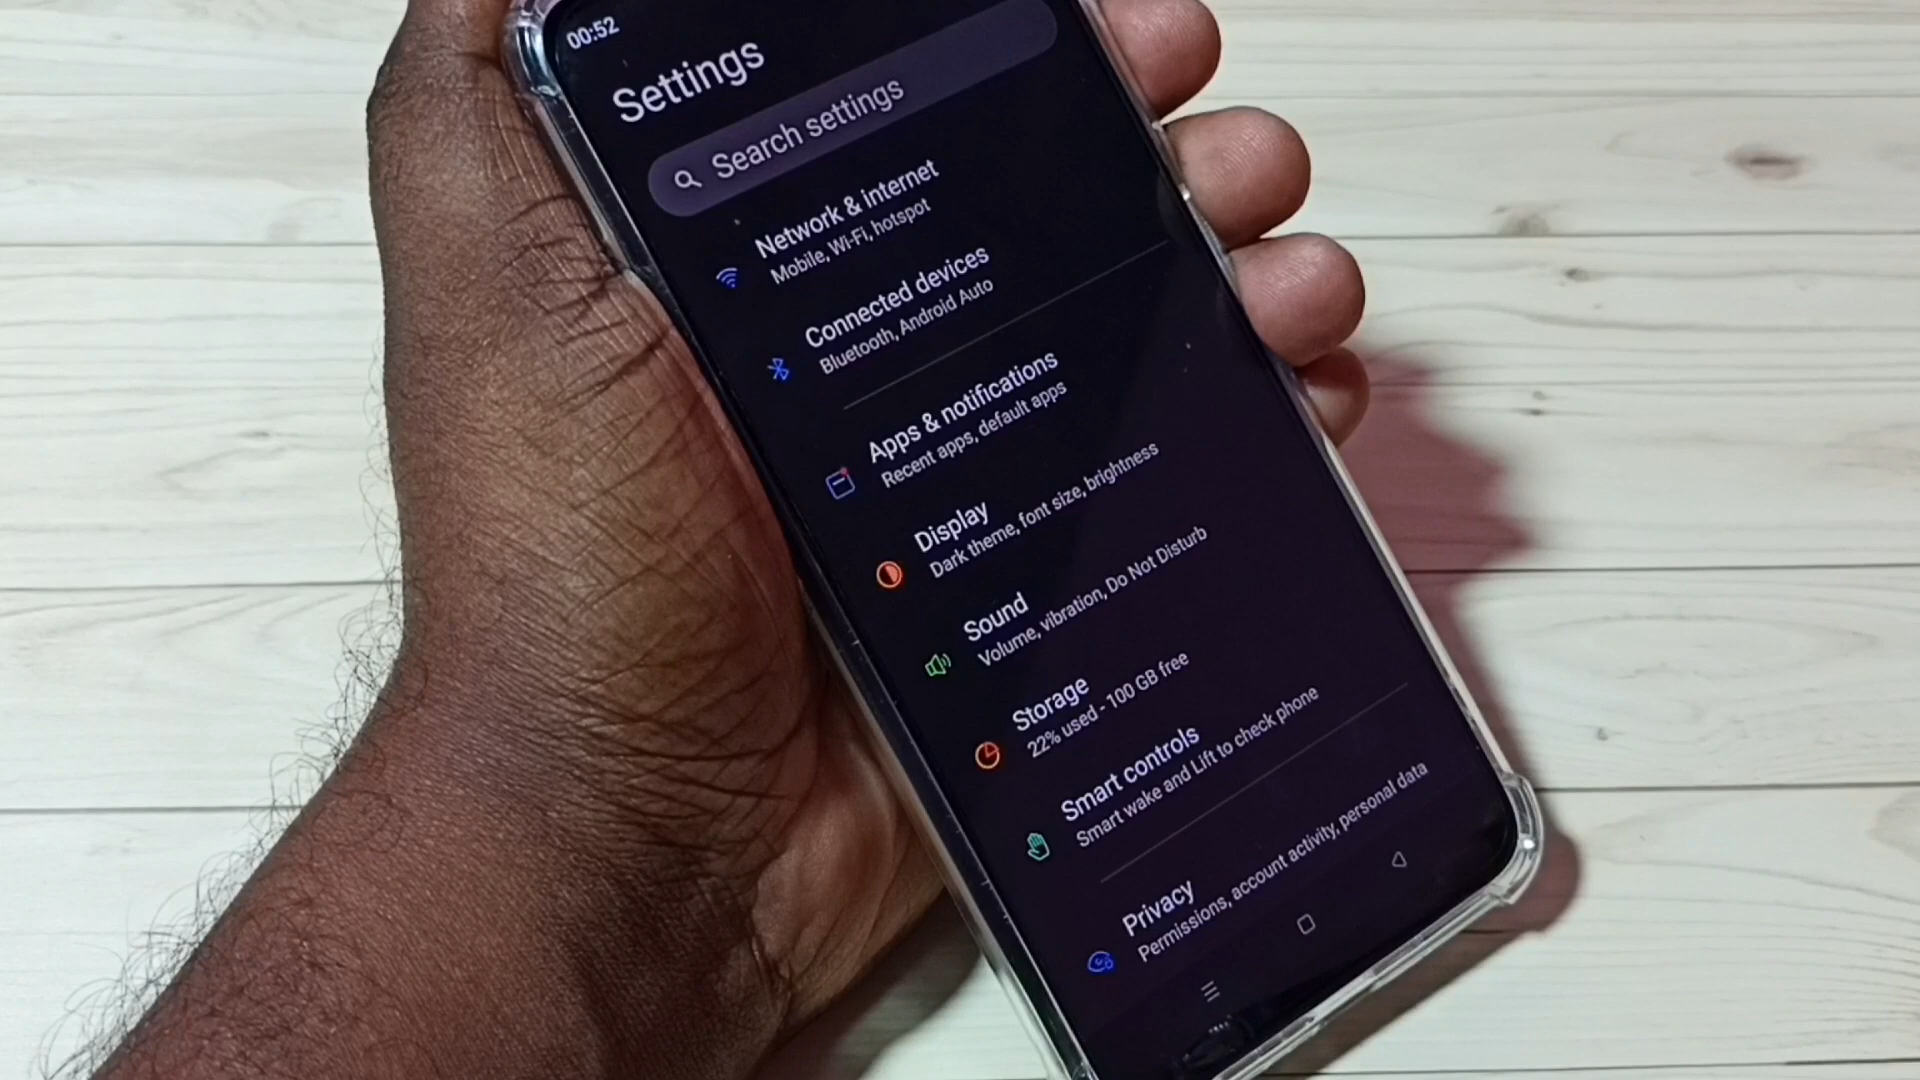 00:52
Settings
Search settings
Network & internet
Mobile, Wi-Fi, hotspot
Connected devices
Bluetooth, Android Auto
Apps & notifications
Recent apps, default apps
Display
Dark theme, font size, brightness
Sound
Volume, vibration, Do Not Disturb
Storage
22% used - 100 GB free
Smart controls
Smart wake and Lift to check phone
Privacy
Permissions, account activity, personal data